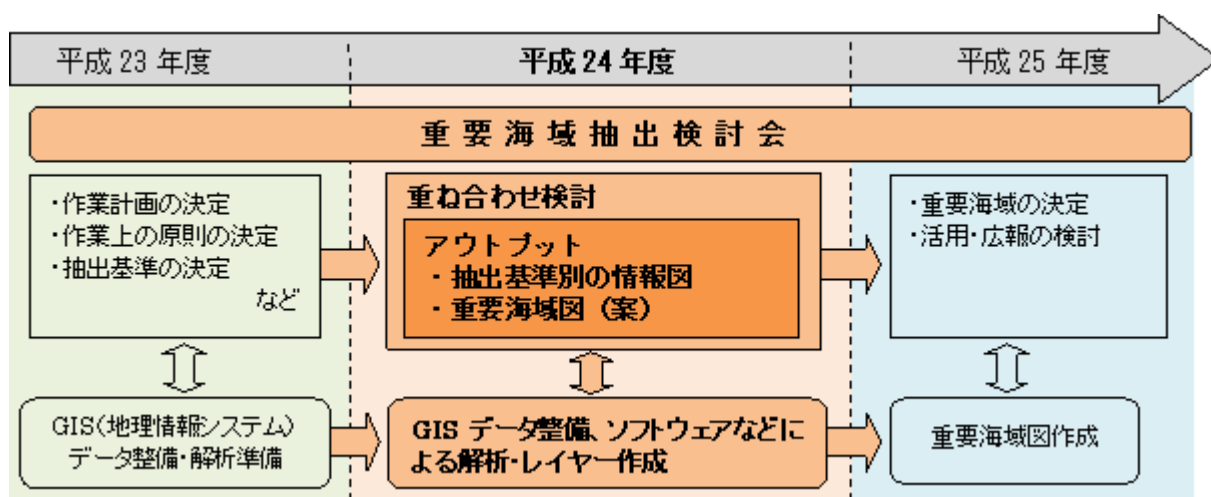 平成 23 年度
平成 24 年度
平成 25 年度
重要海域抽出検討会
・作業計画の決定
・作業上の原則の決定
・抽出基準の決定
など
重ね合わせ検討
アウトプット
・抽出基準別の情報図
・重要海域図（案）
・重要海域の決定
・活用・広報の検討
GIS(地理情報システム)
データ整備・解析準備
GIS データ整備、ソフトウェアなどに
よる解析・レイヤー作成
重要海域図作成